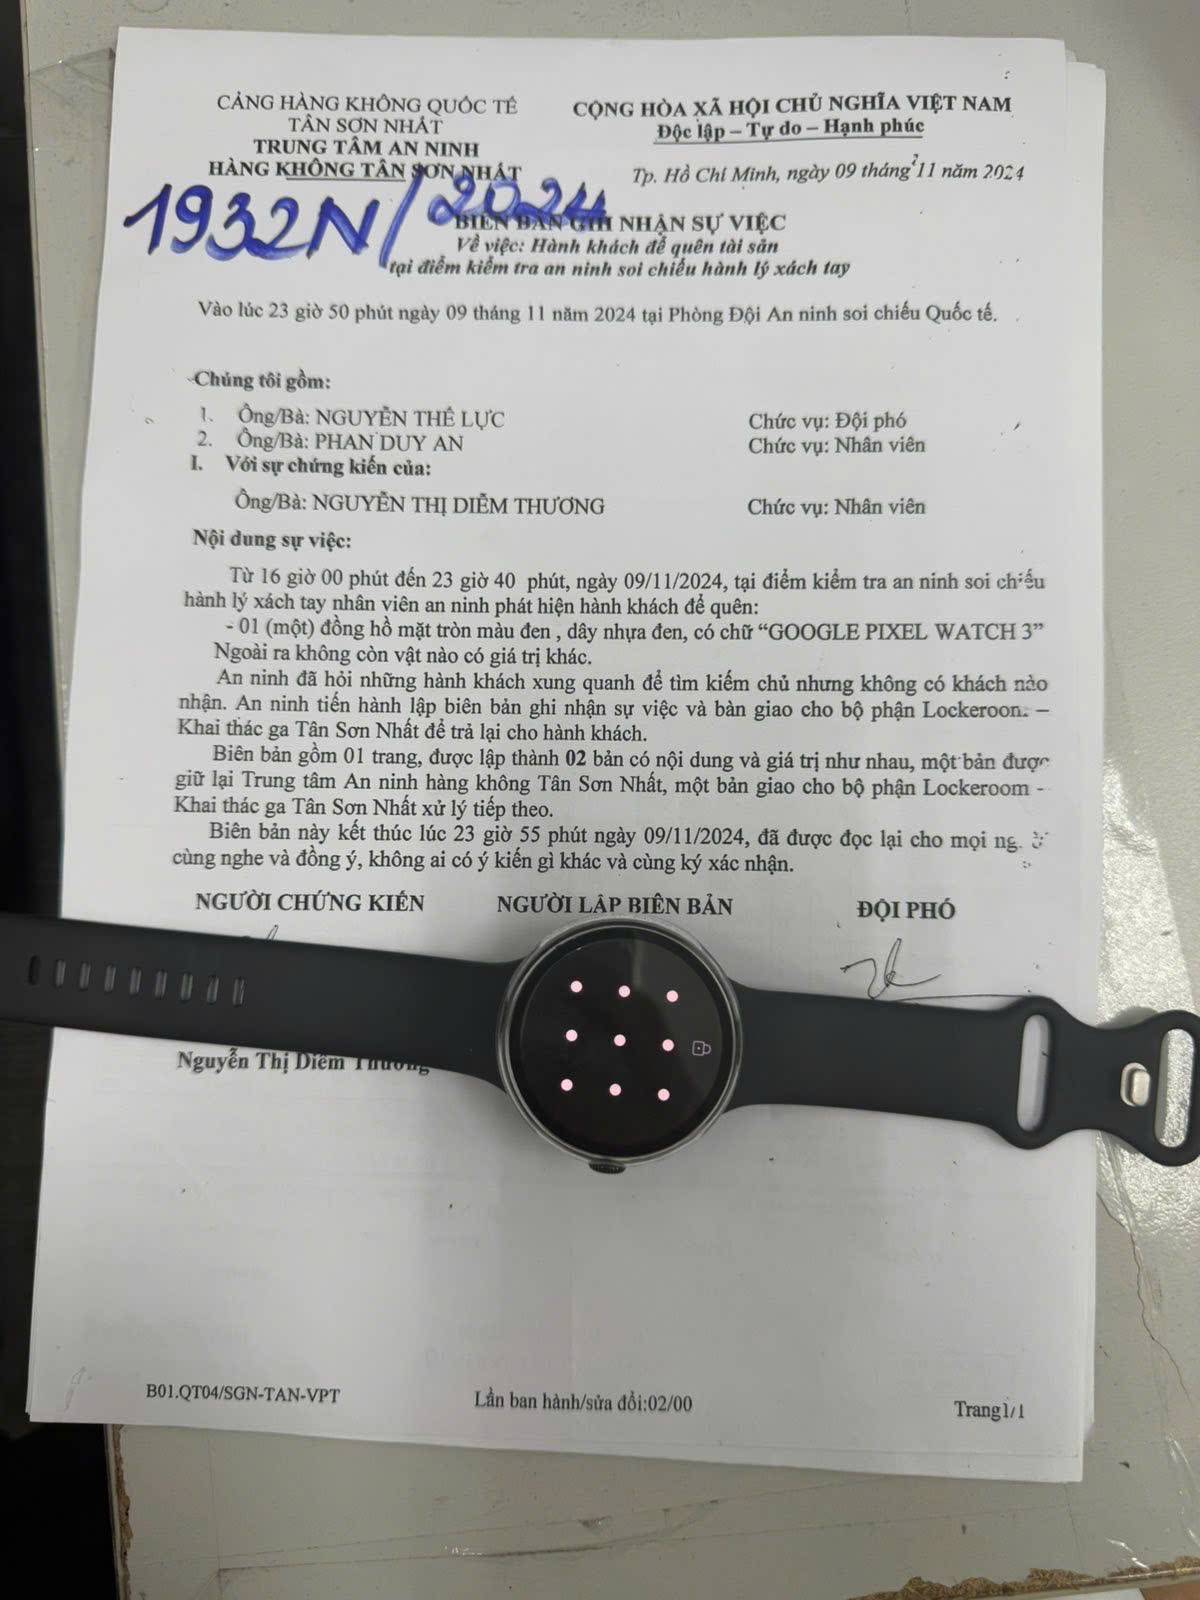 CẢNG HÀNG KHÔNG QUỐC TẾ
TÂN SƠN NHẤT
TRUNG TÂM AN NINH
HÀNG KHÔNG TÂN SƠN NHẤT
CỘNG HÒA XÃ HỘI CHỦ NGHĨA VIỆT NAM
Độc lập – Tự do – Hạnh phúc
Tp. Hồ Chí Minh, ngày 09 tháng 11 năm 2024
1932N/2024
BIÊN BẢN GHI NHẬN SỰ VIỆC
Về việc: Hành khách để quên tài sản
tại điểm kiểm tra an ninh soi chiếu hành lý xách tay
Vào lúc 23 giờ 50 phút ngày 09 tháng 11 năm 2024 tại Phòng Đội An ninh soi chiếu Quốc tế.
Chúng tôi gồm:
1. Ông/Bà: NGUYỄN THẾ LỰC Chức vụ: Đội phó
2. Ông/Bà: PHAN DUY AN Chức vụ: Nhân viên
I. Với sự chứng kiến của:
Ông/Bà: NGUYỄN THỊ DIỄM THƯƠNG Chức vụ: Nhân viên
Nội dung sự việc:
Từ 16 giờ 00 phút đến 23 giờ 40 phút, ngày 09/11/2024, tại điểm kiểm tra an ninh soi chiếu
hành lý xách tay nhân viên an ninh phát hiện hành khách để quên:
- 01 (một) đồng hồ mặt tròn màu đen , dây nhựa đen, có chữ “GOOGLE PIXEL WATCH 3”
Ngoài ra không còn vật nào có giá trị khác.
An ninh đã hỏi những hành khách xung quanh để tìm kiếm chủ nhưng không có khách nào
nhận. An ninh tiến hành lập biên bản ghi nhận sự việc và bàn giao cho bộ phận Lockeroon. –
Khai thác ga Tân Sơn Nhất để trả lại cho hành khách.
Biên bản gồm 01 trang, được lập thành 02 bản có nội dung và giá trị như nhau, một bản được
giữ lại Trung tâm An ninh hàng không Tân Sơn Nhất, một bản giao cho bộ phận Lockeroom -
Khai thác ga Tân Sơn Nhất xử lý tiếp theo.
Biên bản này kết thúc lúc 23 giờ 55 phút ngày 09/11/2024, đã được đọc lại cho mọi
cùng nghe và đồng ý, không ai có ý kiến gì khác và cùng ký xác nhận.
NGƯỜI CHỨNG KIẾN NGƯỜI LẬP BIÊN BẢN ĐỘI PHÓ
Nguyễn Thị Diễm Thương
B01.QT04/SGN-TAN-VPT Lần ban hành/sửa đổi:02/00 Trang1/1